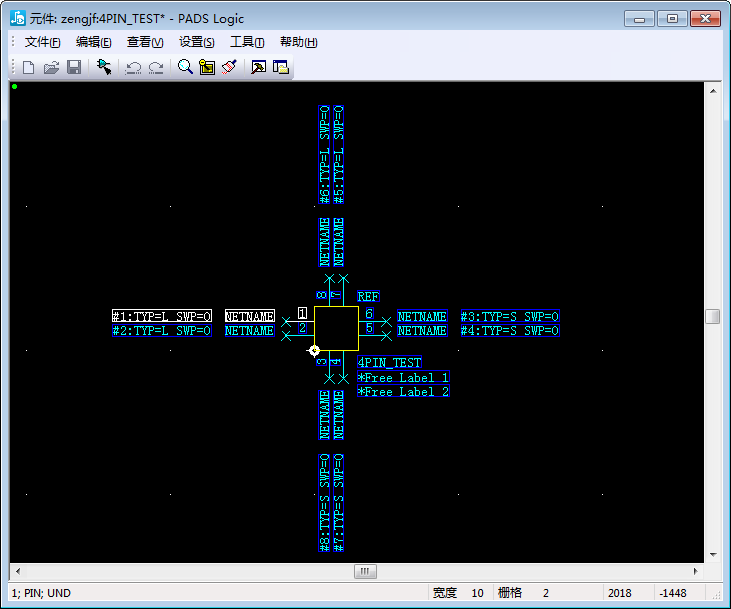 元件: zengjf:4PIN_TEST* - PADS Logic
文件(F) 编辑(E) 查看(V) 设置(S) 工具(T) 帮助(H)
#6:TYP=L SWP=0
#5:TYP=L SWP=0
NETNAME
NETNAME
8
7
REF
#1:TYP=L SWP=0 NETNAME 1
6 NETNAME #3:TYP=S SWP=0
#2:TYP=L SWP=0 NETNAME 2
5 NETNAME #4:TYP=S SWP=0
3
4
4PIN_TEST
*Free Label 1
*Free Label 2
NETNAME
NETNAME
#8:TYP=S SWP=0
#7:TYP=S SWP=0
1; PIN; UND 宽度 10 栅格 2 2018 -1448